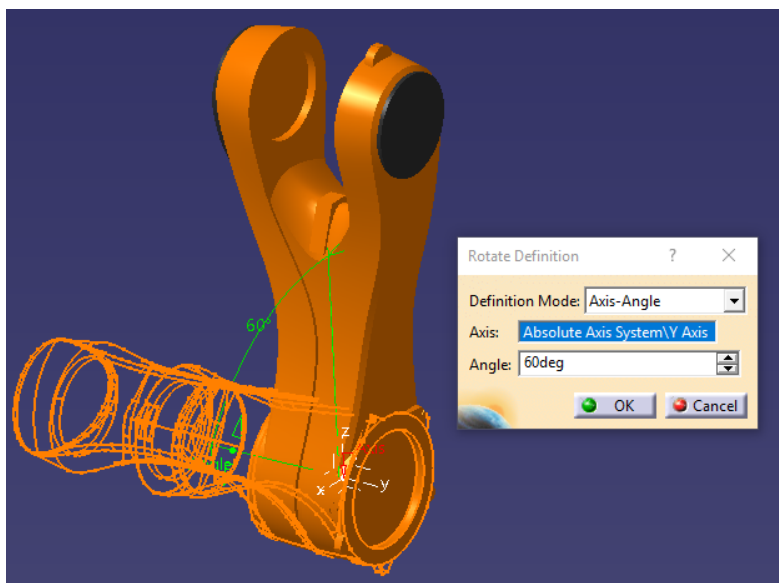 Rotate Definition ? ×
Definition Mode: Axis-Angle
Axis: Absolute Axis System\Y Axis
Angle: 60deg
OK Cancel
60°
z
x
y